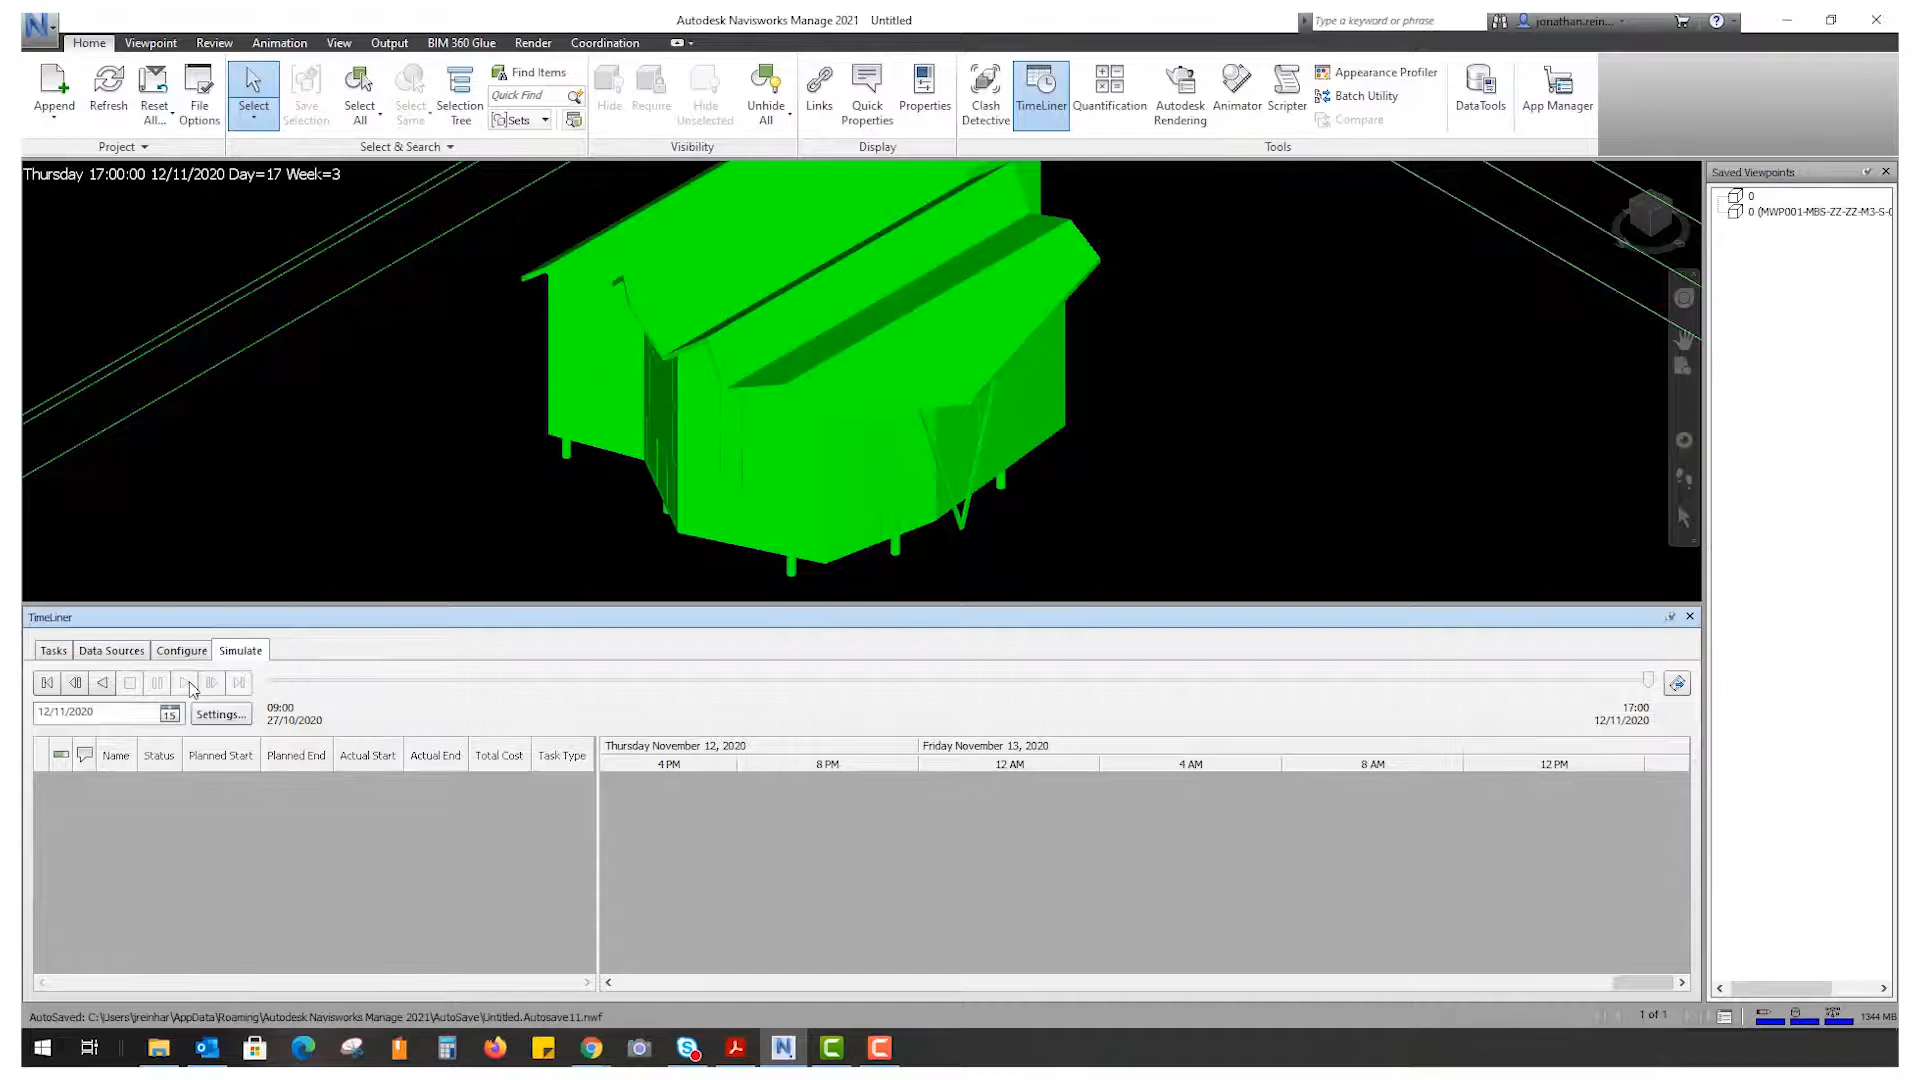 Autodesk Navisworks Manage 2021 Untitled
Type a keyword or phrase
jonathan.rein...
Home Viewpoint Review Animation View Output BIM 360 Glue Render Coordination
Append
Refresh
Reset All...
File Options
Project
Select
Save Selection
Select All
Select Same
Selection Tree
Find Items
Quick Find
Sets
Select & Search
Hide
Require
Hide Unselected
Unhide All
Visibility
Links
Quick Properties
Properties
Display
Clash Detective
TimeLiner
Quantification
Autodesk Rendering
Animator
Scripter
Appearance Profiler
Batch Utility
Compare
Tools
DataTools
App Manager
Thursday 17:00:00 12/11/2020 Day=17 Week=3
Saved Viewpoints
0
0 (MWP001-MBS-ZZ-ZZ-M3-S-0
TimeLiner
Tasks Data Sources Configure Simulate
12/11/2020
15
Settings...
09:00
27/10/2020
17:00
12/11/2020
Name Status Planned Start Planned End Actual Start Actual End Total Cost Task Type
Thursday November 12, 2020 Friday November 13, 2020
4 PM 8 PM 12 AM 4 AM 8 AM 12 PM
AutoSaved: C:\Users\jreinhar\AppData\Roaming\Autodesk Navisworks Manage 2021\AutoSave\Untitled.Autosave11.nwf
1 of 1
1344 MB